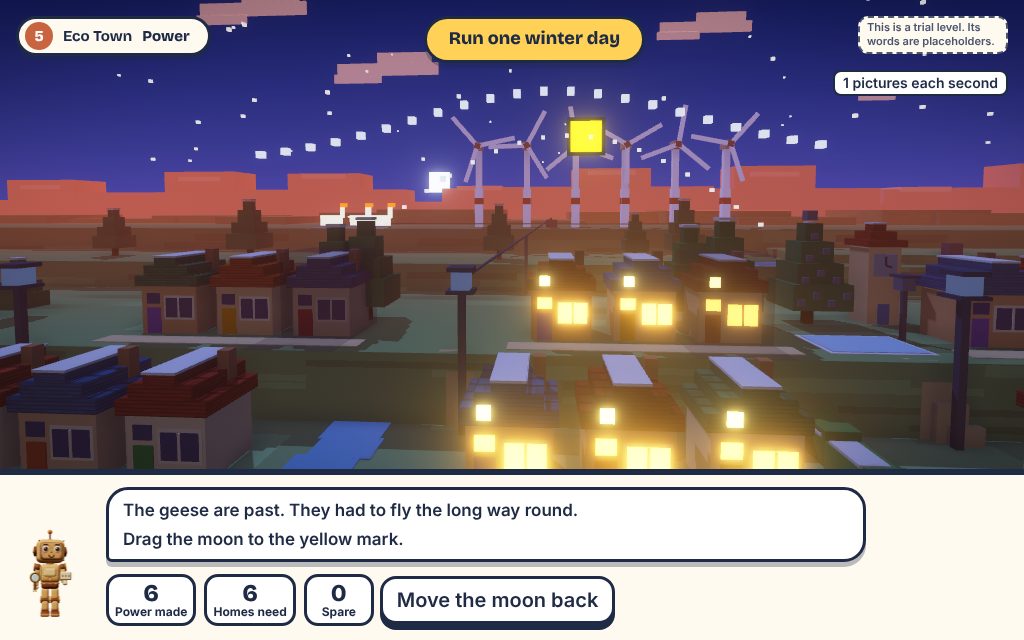 5 Eco Town Power
Run one winter day
This is a trial level. Its
words are placeholders.
1 pictures each second
The geese are past. They had to fly the long way round.
Drag the moon to the yellow mark.
6
Power made
6
Homes need
0
Spare
Move the moon back